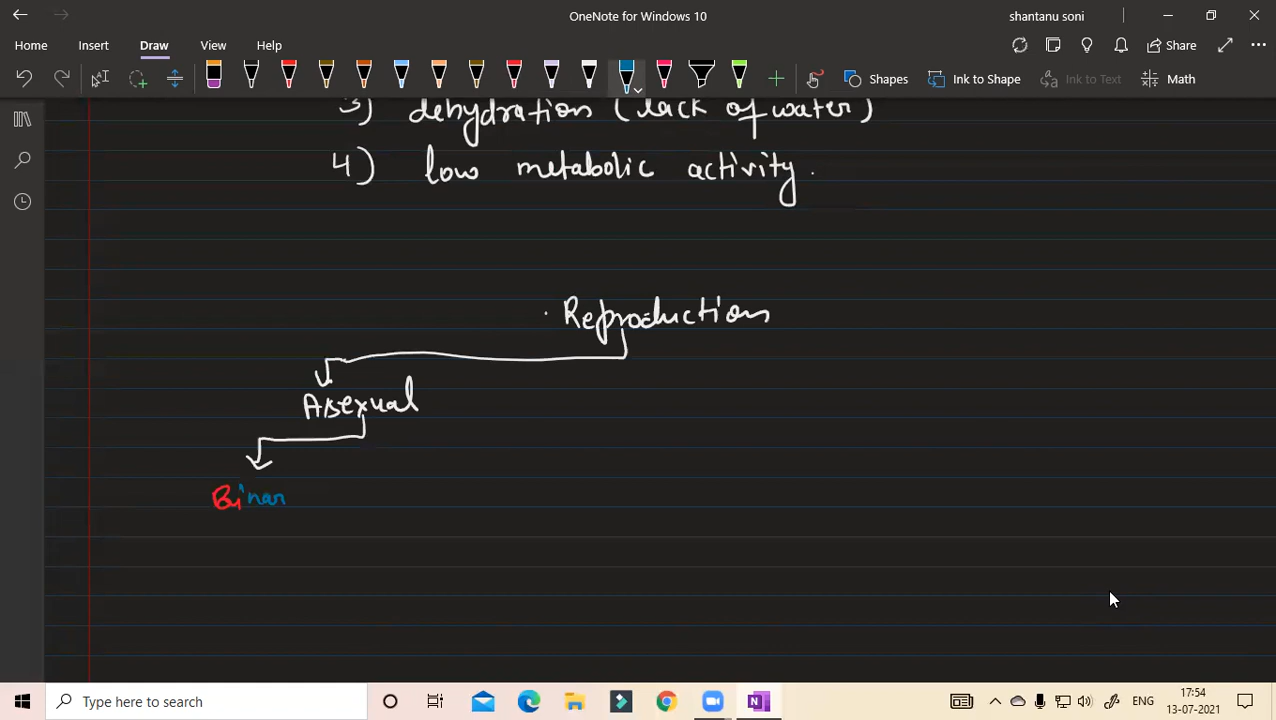 OneNote for Windows 10
shantanu soni
Home Insert Draw View Help
Share
Shapes Ink to Shape Ink to Text Math
3) dehydration (lack of water)
4) low metabolic activity.
Reproduction
Asexual
Binar
Type here to search
ENG
17:54
13-07-2021